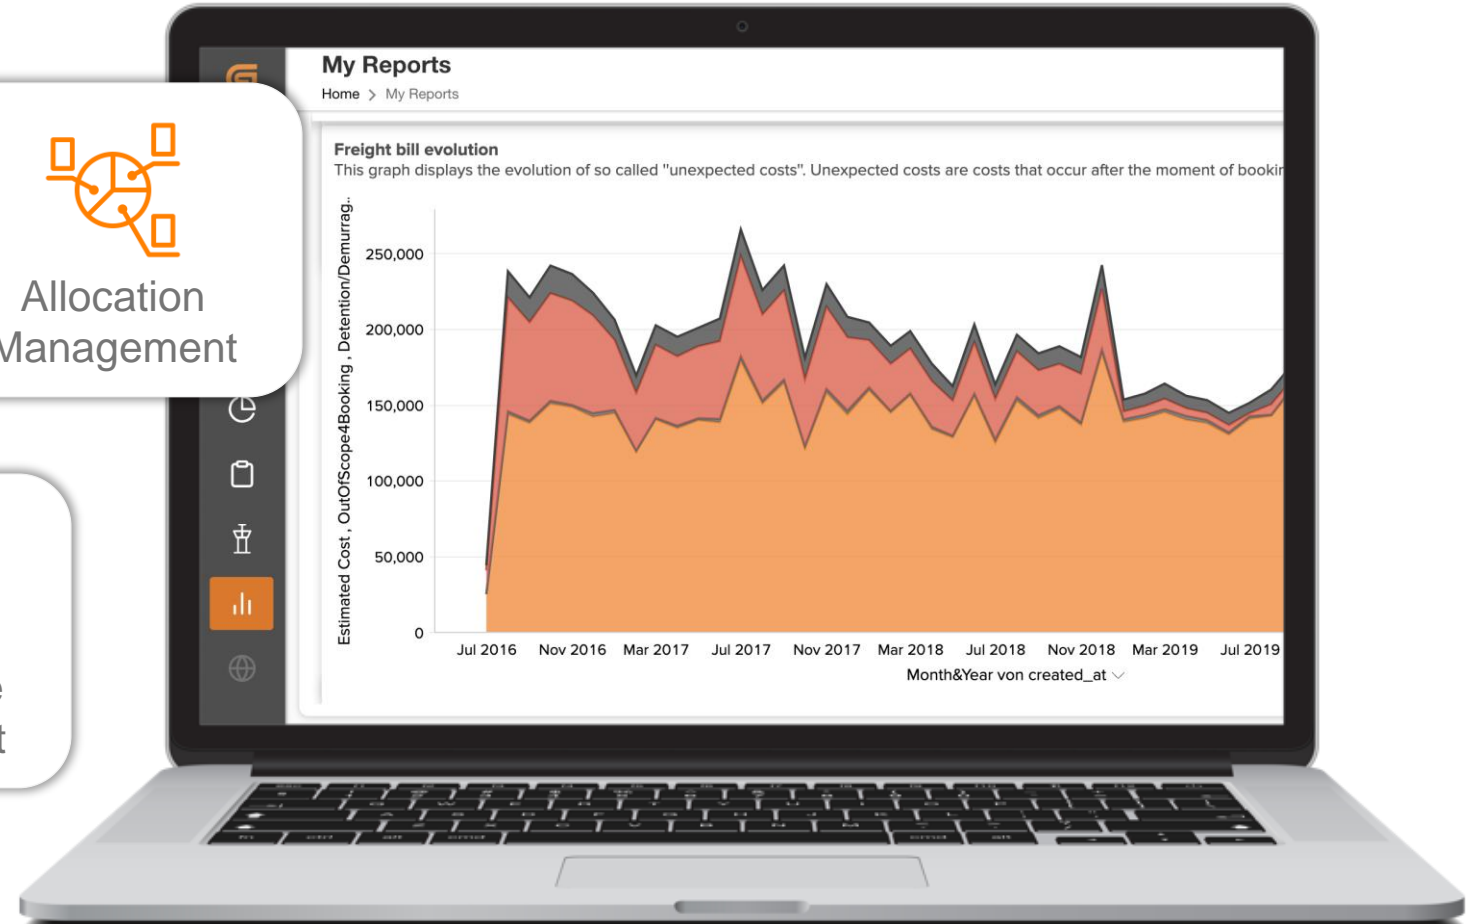 My Reports
Home > My Reports
Freight bill evolution
This graph displays the evolution of so called "unexpected costs". Unexpected costs are costs that occur after the moment of
Allocation
Management
Estimated Cost , OutOfScope4Booking , Detention/Demurrag..
250,000
200,000
150,000
100,000
50,000
0
Jul 2016 Nov 2016 Mar 2017 Jul 2017 Nov 2017 Mar 2018 Jul 2018 Nov 2018 Mar 2019 Jul 2019
Month&Year von created_at